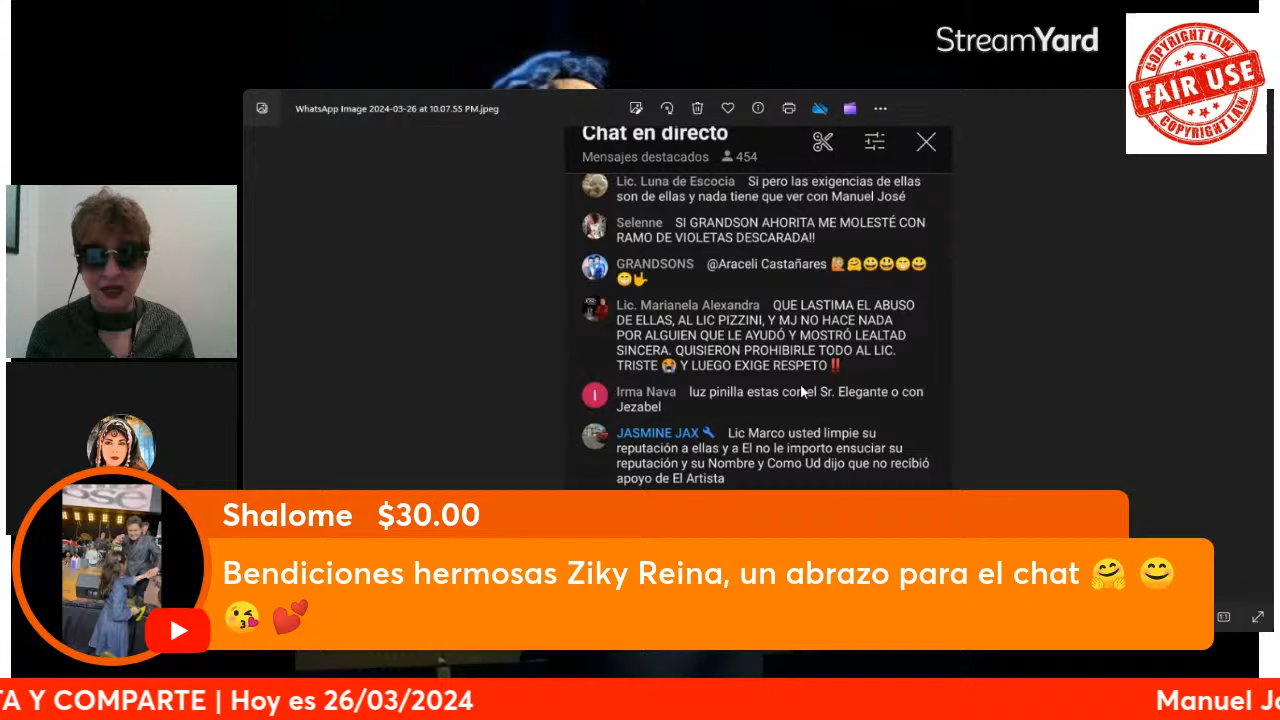 StreamYard
COPYRIGHT LAW
FAIR USE
COPYRIGHT LAW
WhatsApp Image 2024-03-26 at 10.07.55 PM.jpeg
Chat en directo
Mensajes destacados 454
Lic. Luna de Escocia Si pero las exigencias de ellas
son de ellas y nada tiene que ver con Manuel José
Selenne SI GRANDSON AHORITA ME MOLESTÉ CON
RAMO DE VIOLETAS DESCARADA!!
GRANDSONS @Araceli Castañares 🙋🏼🤗😃😃😁😀
😁🤟
Lic. Marianela Alexandra QUE LASTIMA EL ABUSO
DE ELLAS, AL LIC PIZZINI, Y MJ NO HACE NADA
POR ALGUIEN QUE LE AYUDÓ Y MOSTRÓ LEALTAD
SINCERA. QUISIERON PROHIBIRLE TODO AL LIC.
TRISTE 😭 Y LUEGO EXIGE RESPETO ‼️
I
Irma Nava luz pinilla estas con el Sr. Elegante o con
Jezabel
JASMINE JAX 🔧 Lic Marco usted limpie su
reputación a ellas y a El no le importo ensuciar su
reputación y su Nombre y Como Ud dijo que no recibió
apoyo de El Artista
Shalome $30.00
Bendiciones hermosas Ziky Reina, un abrazo para el chat 🤗 😊
😘 💕
TA Y COMPARTE | Hoy es 26/03/2024
Manuel Jo